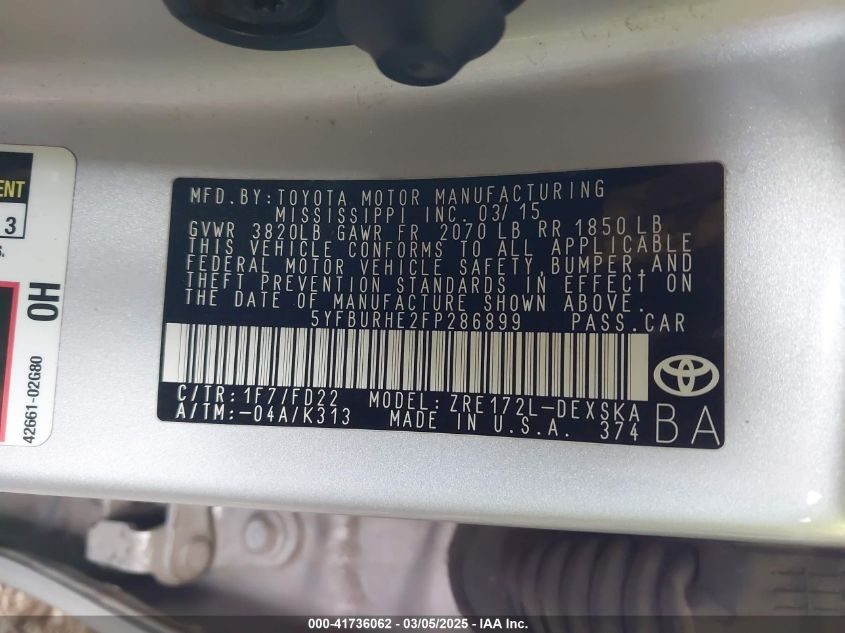 ENT
3
S.
OH
42661-02G80
MFD. BY: TOYOTA MOTOR MANUFACTURING
MISSISSIPPI INC. 03/15
GVWR 3820LB GAWR FR 2070 LB RR 1850 LB
THIS VEHICLE CONFORMS TO ALL APPLICABLE
FEDERAL MOTOR VEHICLE SAFETY, BUMPER, AND
THEFT PREVENTION STANDARDS IN EFFECT ON
THE DATE OF MANUFACTURE SHOWN ABOVE.
5YFBURHE2FP286899 PASS. CAR
C/TR: 1F7/FD22 MODEL: ZRE172L-DEXSKA
A/TM: -04A/K313 MADE IN U.S.A. 374
BA
000-41736062 - 03/05/2025 - IAA Inc.